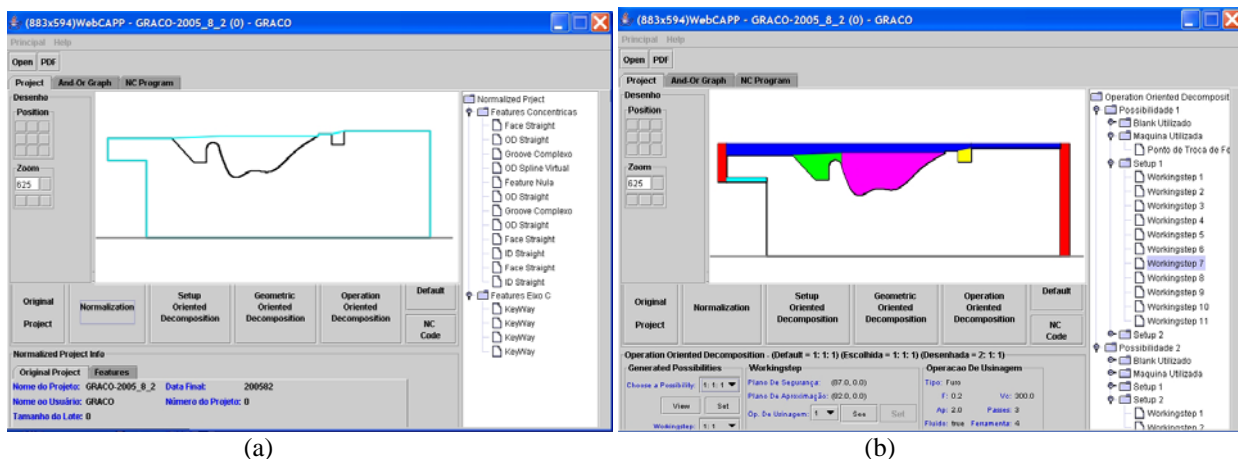 (883x594)WebCAPP - GRACO-2005_8_2 (0) - GRACO
Principal Help
Open PDF
Project And-Or Graph NC Program
Desenho
Position
Zoom
625
Normalized Prject
Features Concentricas
Face Straight
OD Straight
Groove Complexo
OD Spline Virtual
Feature Nula
OD Straight
Groove Complexo
OD Straight
Face Straight
ID Straight
Face Straight
ID Straight
Features Eixo C
KeyWay
KeyWay
KeyWay
KeyWay
Original Project
Normalization
Setup Oriented Decomposition
Geometric Oriented Decomposition
Operation Oriented Decomposition
Default
NC Code
Normalized Project Info
Original Project Features
Nome do Projeto: GRACO-2005_8_2 Data Final: 200582
Nome oo Usuário: GRACO Número do Projeto: 0
Tamanho do Lote: 0
(a)
(883x594)WebCAPP - GRACO-2005_8_2 (0) - GRACO
Principal Help
Open PDF
Project And-Or Graph NC Program
Desenho
Position
Zoom
625
Operation Oriented Decomposit
Possibilidade 1
Blank Utilizado
Maquina Utilizada
Ponto de Troca de Fe
Setup 1
Workingstep 1
Workingstep 2
Workingstep 3
Workingstep 4
Workingstep 5
Workingstep 6
Workingstep 7
Workingstep 8
Workingstep 9
Workingstep 10
Workingstep 11
Setup 2
Possibilidade 2
Blank Utilizado
Maquina Utilizada
Setup 1
Setup 2
Workingstep 1
Workingstep 2
Original Project
Normalization
Setup Oriented Decomposition
Geometric Oriented Decomposition
Operation Oriented Decomposition
Default
NC Code
Operation Oriented Decomposition - (Default = 1: 1: 1) (Escolhida = 1: 1: 1) (Desenhada = 2: 1: 1)
Generated Possibilities
Choose a Possibility: 1: 1: 1
View Set
Workingstep: 1: 1
Workingstep
Plano De Segurança: (87.0, 0.0)
Plano De Aproximação: (82.0, 0.0)
Op. De Usinagem: 1 See Set
Operacao De Usinagem
Tipo: Furo
F: 0.2 Vc: 300.0
Ap: 2.0 Passes: 3
Fluido: true Ferramenta: 4
(b)